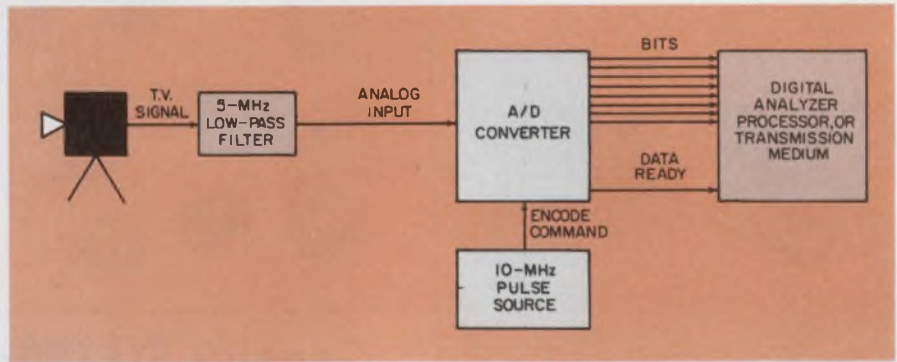 T.V.
SIGNAL
5-MHz
LOW-PASS
FILTER
ANALOG
INPUT
A/D
CONVERTER
BITS
DATA
READY
ENCODE
COMMAND
10-MHz
PULSE
SOURCE
DIGITAL
ANALYZER
PROCESSOR,OR
TRANSMISSION
MEDIUM